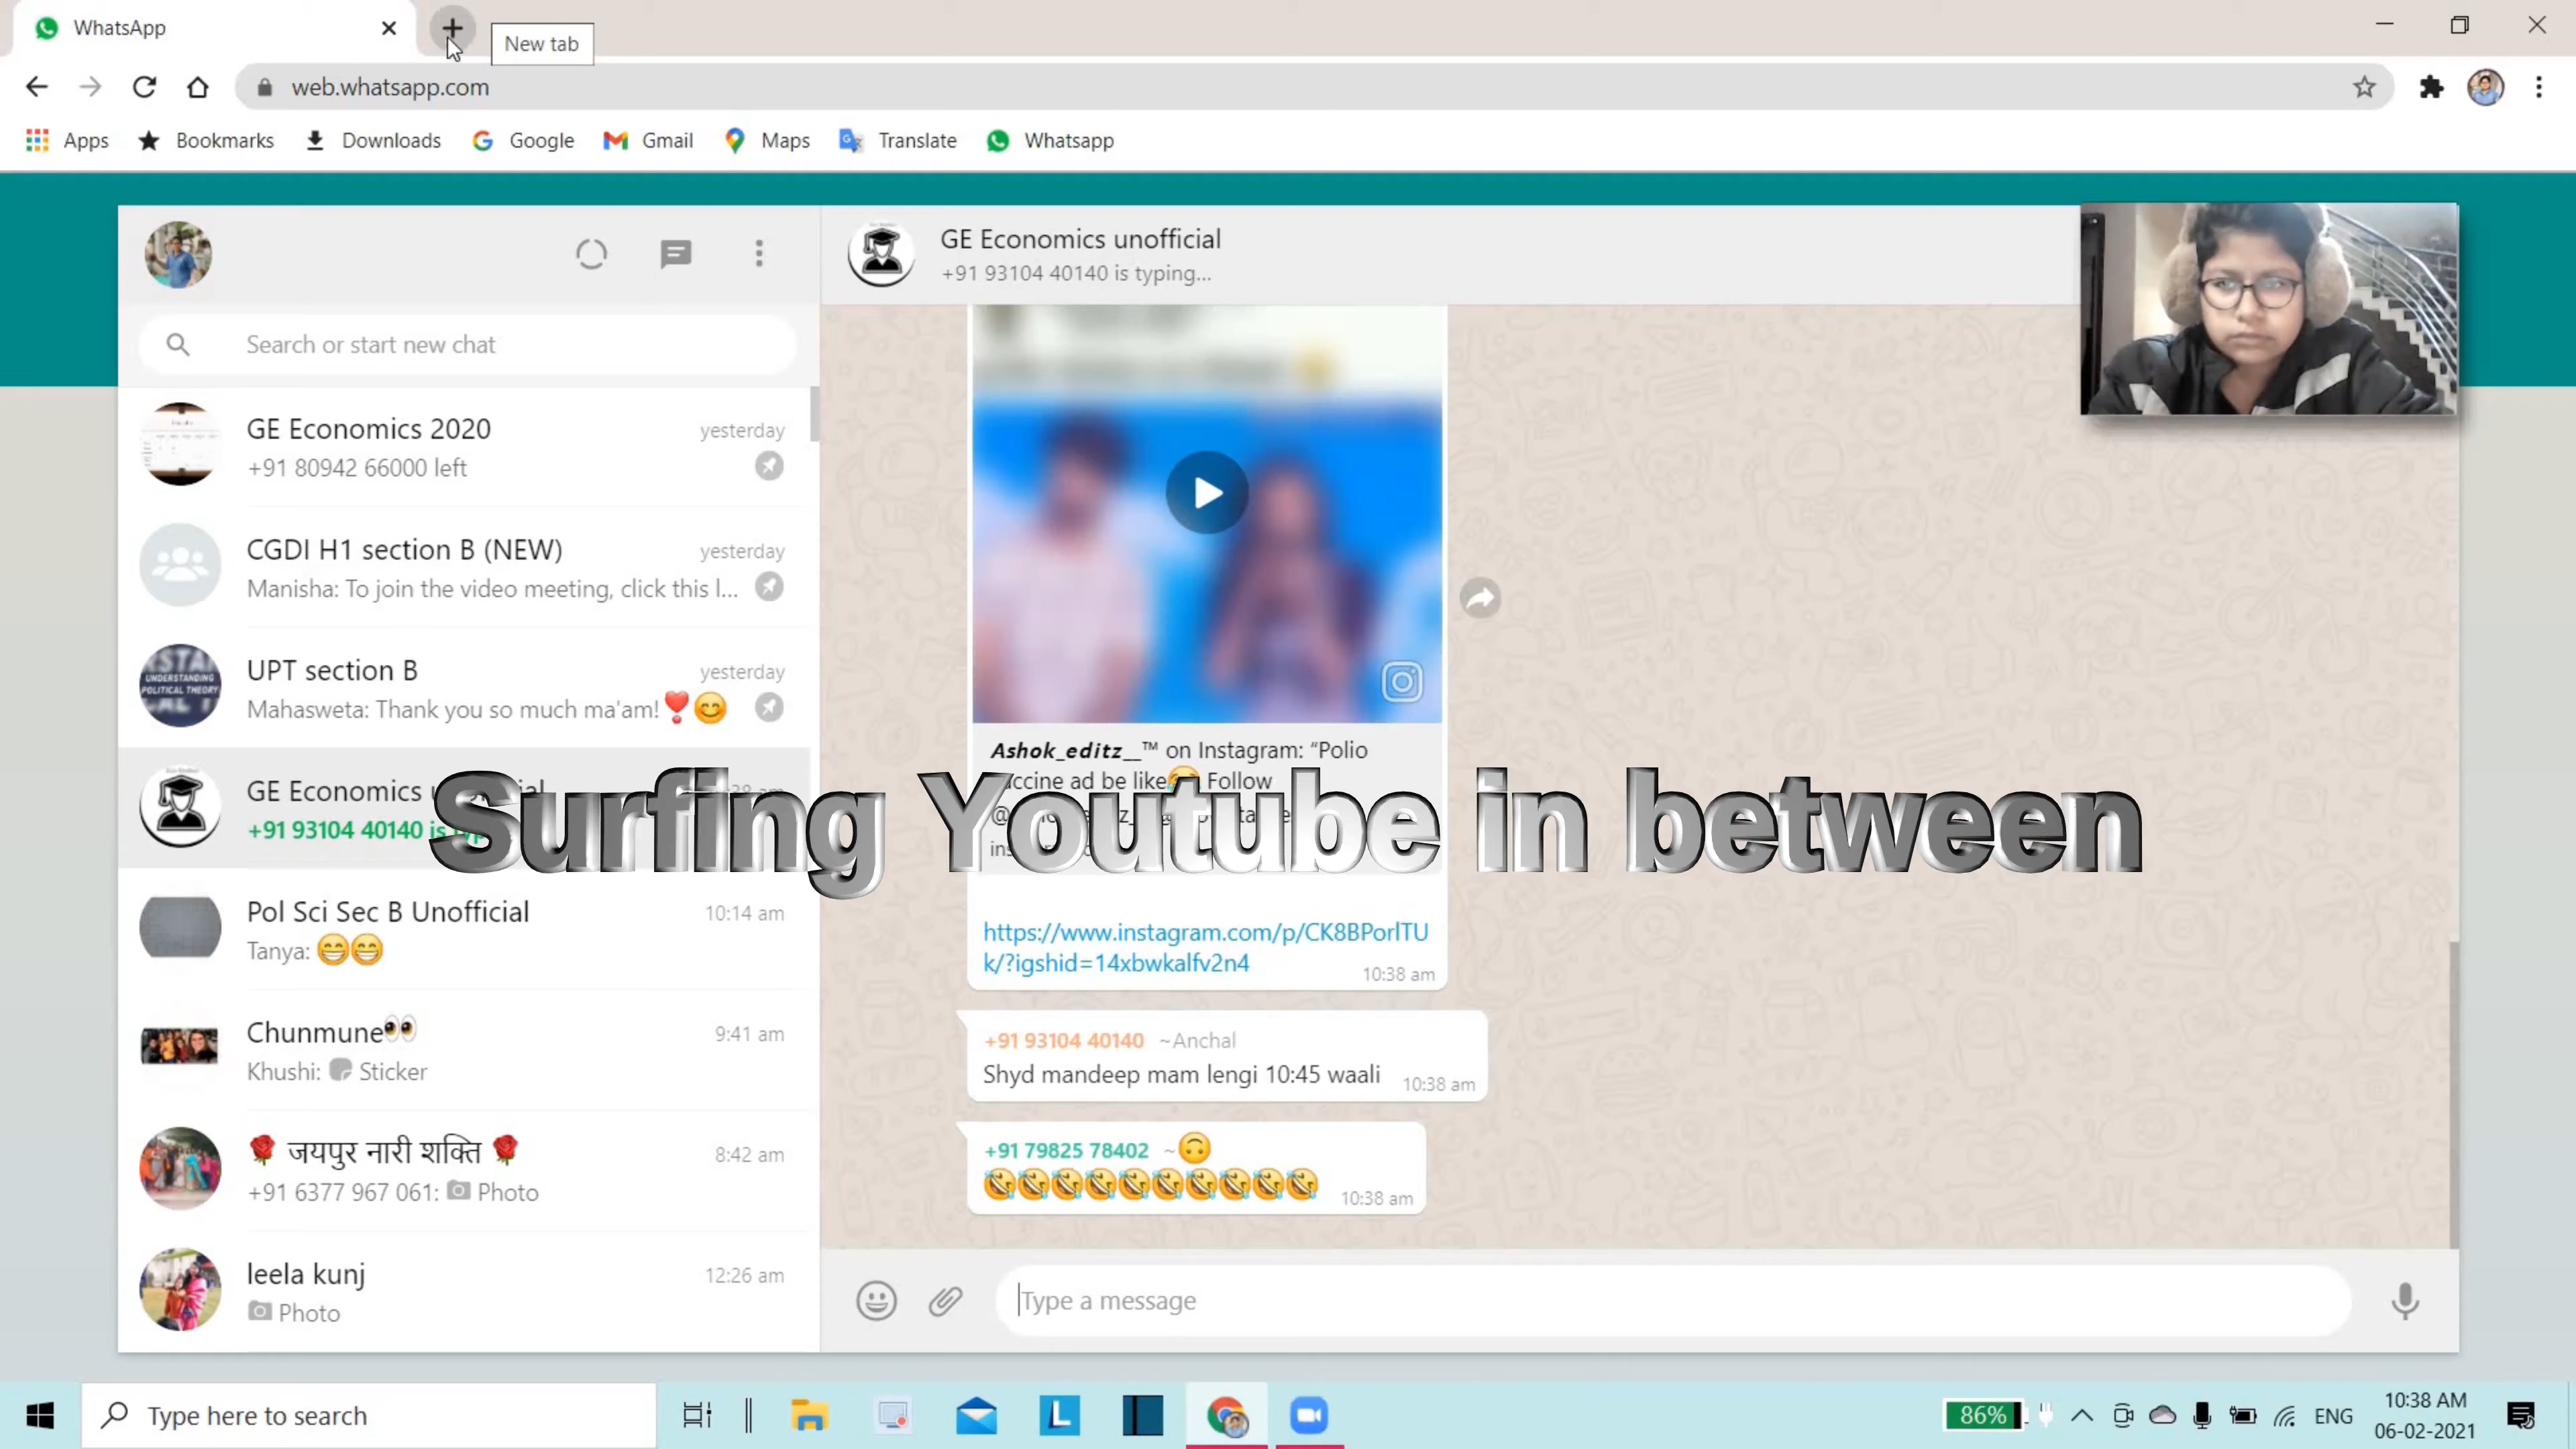 WhatsApp
New tab
web.whatsapp.com
Apps Bookmarks Downloads Google Gmail Maps Translate Whatsapp
Search or start new chat
GE Economics 2020 yesterday
+91 80942 66000 left
CGDI H1 section B (NEW) yesterday
Manisha: To join the video meeting, click this l...
UNDERSTANDING
POLITICAL THEORY
UPT section B yesterday
Mahasweta: Thank you so much ma'am!❣😊
GE Economics
+91 93104 40140 is
Pol Sci Sec B Unofficial 10:14 am
Tanya: 😁😁
Chunmune👀 9:41 am
Khushi: Sticker
🌹 जयपुर नारी शक्ति 🌹 8:42 am
+91 6377 967 061: Photo
leela kunj 12:26 am
Photo
GE Economics unofficial
+91 93104 40140 is typing...
Ashok_editz__™ on Instagram: “Polio
ad be like😂 Follow
Surfing Youtube in between
https://www.instagram.com/p/CK8BPorlTU
k/?igshid=14xbwkalfv2n4 10:38 am
+91 93104 40140 ~Anchal
Shyd mandeep mam lengi 10:45 waali 10:38 am
+91 79825 78402 ~🙃
🤣🤣🤣🤣🤣🤣🤣🤣🤣🤣 10:38 am
Type a message
Type here to search
86%
ENG
10:38 AM
06-02-2021